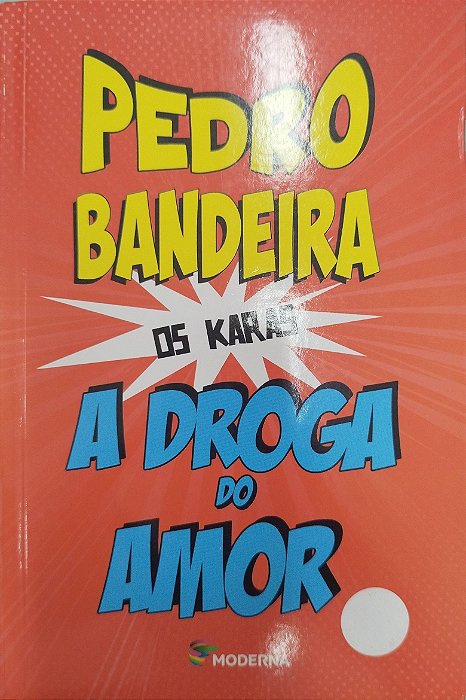 PEDRO
BANDEIRA
OS KARAS
A DROGA
DO
AMOR
MODERNA